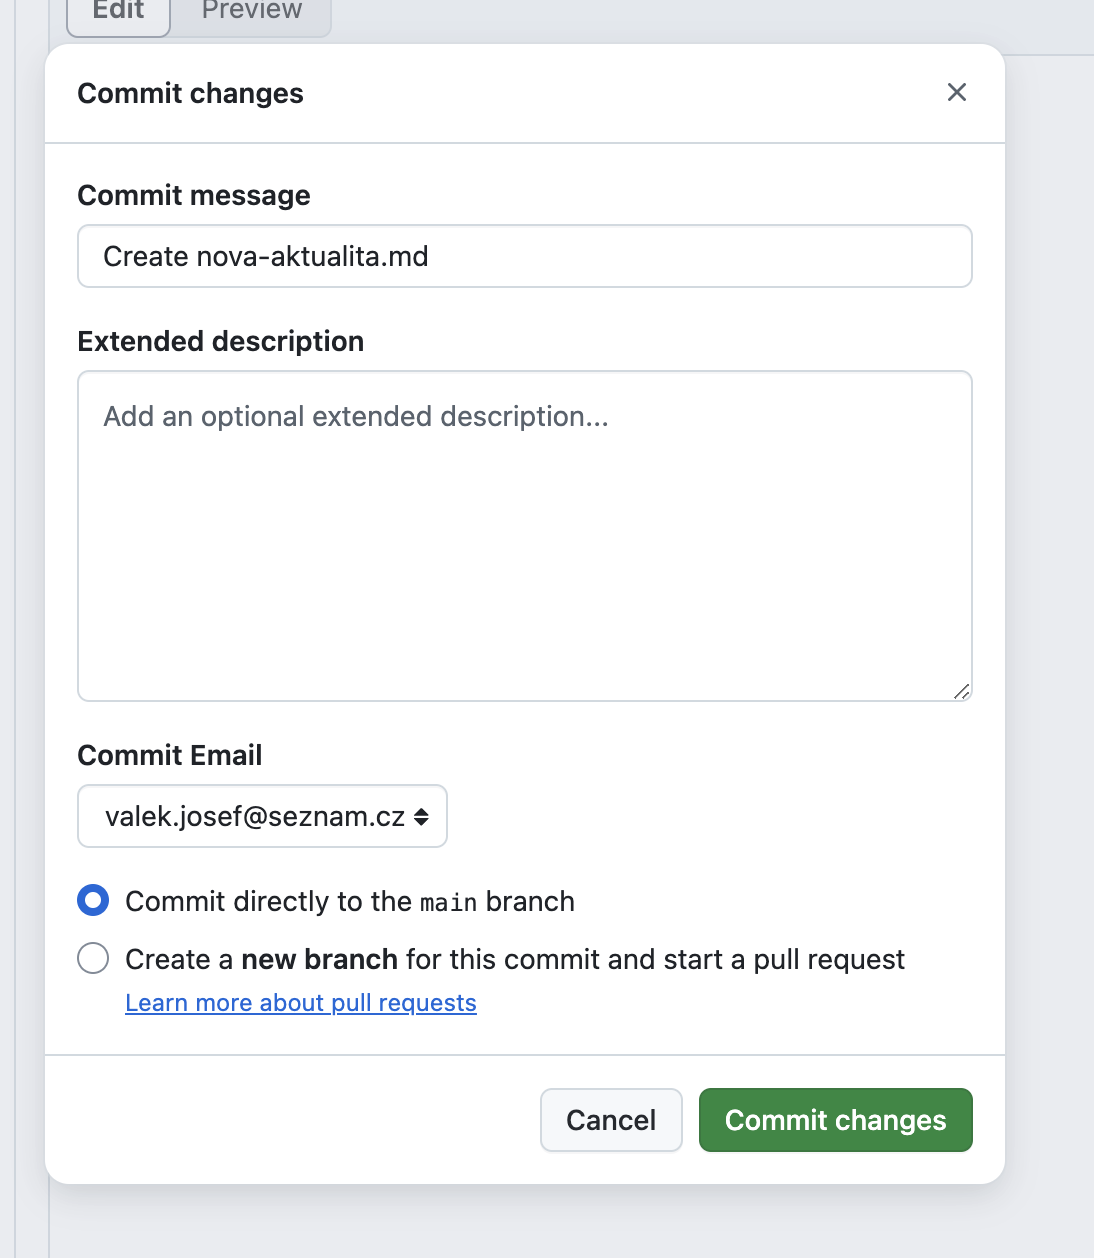 Edit
Preview
Commit changes
Commit message
Create nova-aktualita.md
Extended description
Add an optional extended description...
Commit Email
valek.josef@seznam.cz
Commit directly to the main branch
Create a new branch for this commit and start a pull request
Learn more about pull requests
Cancel
Commit changes